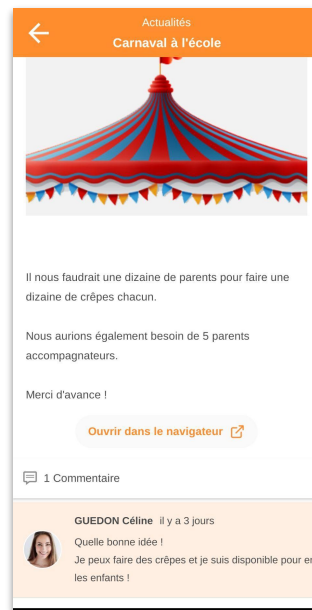 Actualités
Carnaval à l'école
Il nous faudrait une dizaine de parents pour faire une
dizaine de crêpes chacun.
Nous aurions également besoin de 5 parents
accompagnateurs.
Merci d'avance !
Ouvrir dans le navigateur
1 Commentaire
GUEDON Céline il y a 3 jours
Quelle bonne idée !
Je peux faire des crêpes et je suis disponible pour
les enfants !